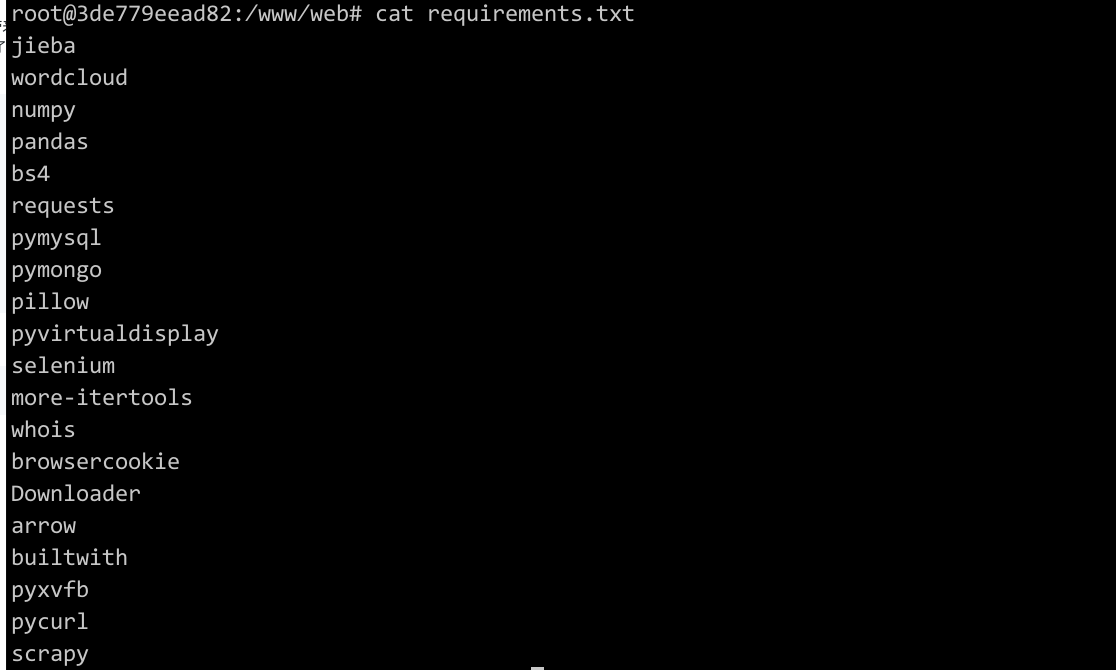 root@3de779eead82:/www/web# cat requirements.txt
jieba
wordcloud
numpy
pandas
bs4
requests
pymysql
pymongo
pillow
pyvirtualdisplay
selenium
more-itertools
whois
browsercookie
Downloader
arrow
builtwith
pyxvfb
pycurl
scrapy